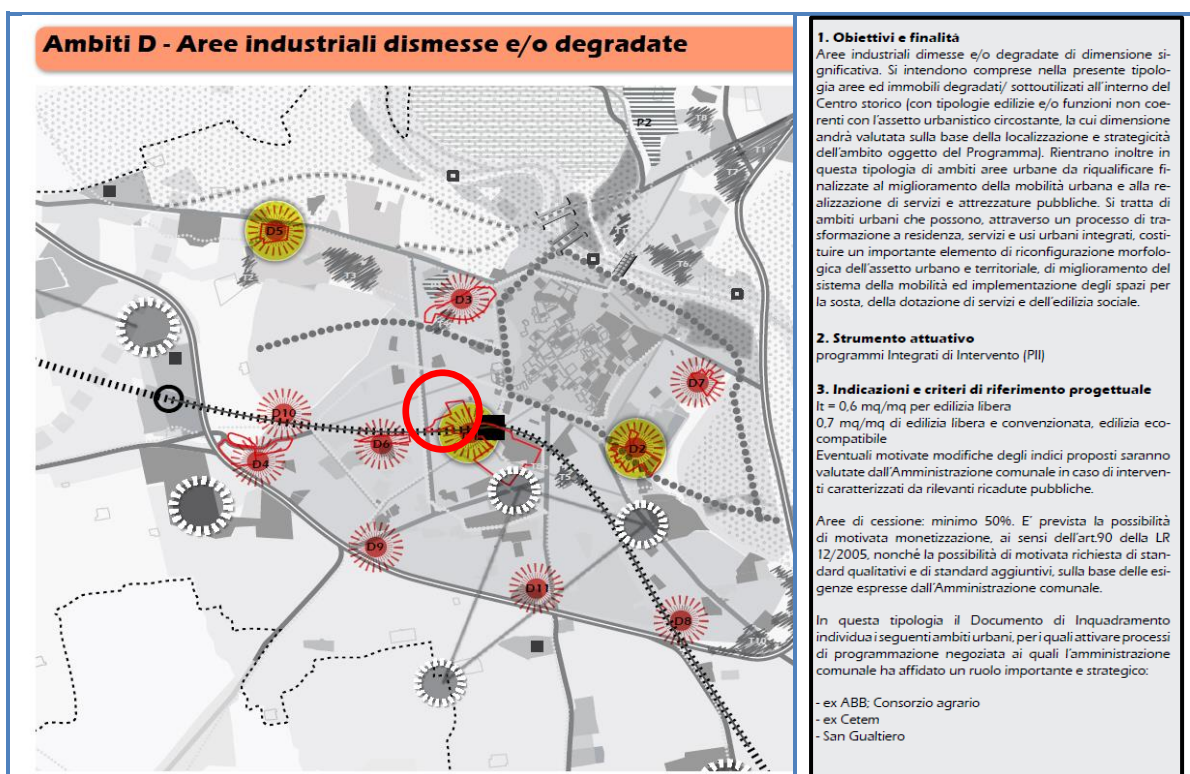 Ambiti D - Aree industriali dismesse e/o degradate
P2
T8
T1
T7
D5
T2
T3
T6
D3
D7
D10
D6
D2
D4
T5
D9
D11
D8
T10
1. Obiettivi e finalità
Aree industriali dimesse e/o degradate di dimensione si-
gnificativa. Si intendono comprese nella presente tipolo-
gia aree ed immobili degradati/ sottoutilizati all'interno del
Centro storico (con tipologie edilizie e/o funzioni non coe-
renti con l'assetto urbanistico circostante, la cui dimensione
andrà valutata sulla base della localizzazione e strategicità
dell'ambito oggetto del Programma). Rientrano inoltre in
questa tipologia di ambiti aree urbane da riqualificare fi-
nalizzate al miglioramento della mobilità urbana e alla re-
alizzazione di servizi e attrezzature pubbliche. Si tratta di
ambiti urbani che possono, attraverso un processo di tra-
sformazione a residenza, servizi e usi urbani integrati, costi-
tuire un importante elemento di riconfigurazione morfolo-
gica dell'assetto urbano e territoriale, di miglioramento del
sistema della mobilità ed implementazione degli spazi per
la sosta, della dotazione di servizi e dell'edilizia sociale.
2. Strumento attuativo
programmi Integrati di Intervento (PII)
3. Indicazioni e criteri di riferimento progettuale
It = 0,6 mq/mq per edilizia libera
0,7 mq/mq di edilizia libera e convenzionata, edilizia eco-
compatibile
Eventuali motivate modifiche degli indici proposti saranno
valutate dall'Amministrazione comunale in caso di interven-
ti caratterizzati da rilevanti ricadute pubbliche.
Aree di cessione: minimo 50%. E' prevista la possibilità
di motivata monetizzazione, ai sensi dell'art.90 della LR
12/2005, nonchè la possibilità di motivata richiesta di stan-
dard qualitativi e di standard aggiuntivi, sulla base delle esi-
genze espresse dall'Amministrazione comunale.
In questa tipologia il Documento di Inquadramento
individua i seguenti ambiti urbani, per i quali attivare processi
di programmazione negoziata ai quali l'amministrazione
comunale ha affidato un ruolo importante e strategico:
- ex ABB; Consorzio agrario
- ex Cetem
- San Gualtiero